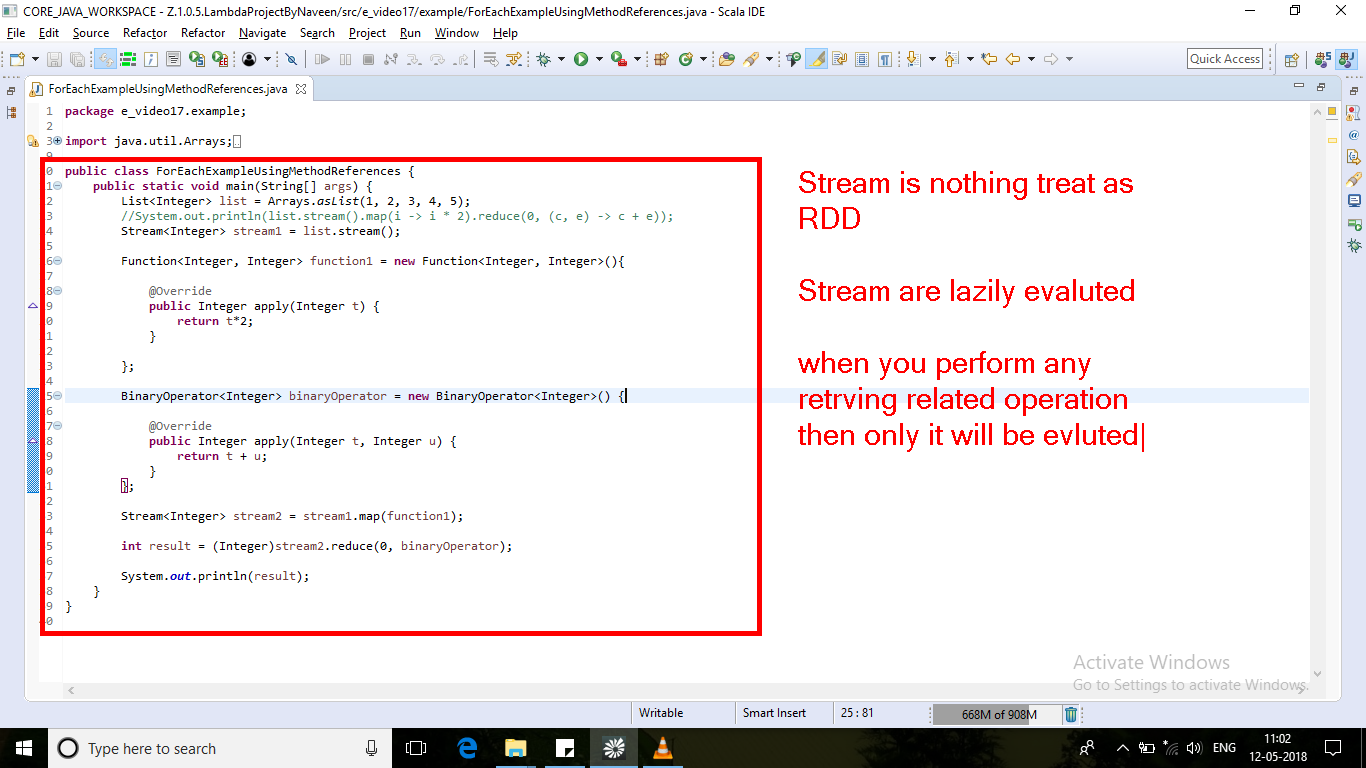 CORE_JAVA_WORKSPACE - Z.1.0.5.LambdaProjectByNaveen/src/e_video17/example/ForEachExampleUsingMethodReferences.java - Scala IDE
File Edit Source Refactor Refactor Navigate Search Project Run Window Help
Quick Access
ForEachExampleUsingMethodReferences.java
1 package e_video17.example;
2
3 import java.util.Arrays;
9
0 public class ForEachExampleUsingMethodReferences {
1 public static void main(String[] args) {
2 List<Integer> list = Arrays.asList(1, 2, 3, 4, 5);
3 //System.out.println(list.stream().map(i -> i * 2).reduce(0, (c, e) -> c + e));
4 Stream<Integer> stream1 = list.stream();
5
6 Function<Integer, Integer> function1 = new Function<Integer, Integer>(){
7
8 @Override
9 public Integer apply(Integer t) {
0 return t*2;
1 }
2
3 };
4
5 BinaryOperator<Integer> binaryOperator = new BinaryOperator<Integer>() {
6
7 @Override
8 public Integer apply(Integer t, Integer u) {
9 return t + u;
0 }
1 };
2
3 Stream<Integer> stream2 = stream1.map(function1);
4
5 int result = (Integer)stream2.reduce(0, binaryOperator);
6
7 System.out.println(result);
8 }
9 }
0
Stream is nothing treat as
RDD
Stream are lazily evaluted
when you perform any
retrving related operation
then only it will be evluted
Activate Windows
Go to Settings to activate Windows.
Writable Smart Insert 25 : 81 668M of 908M
Type here to search
ENG
11:02
12-05-2018